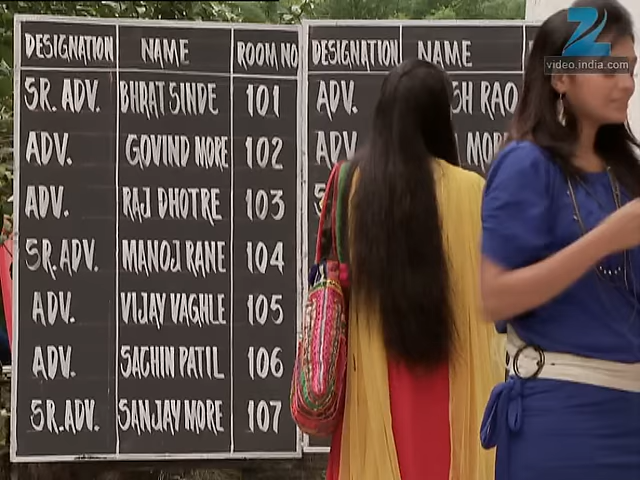 DESIGNATION NAME ROOM NO
SR. ADV. BHRAT SINDE 101
ADV. GOVIND MORE 102
ADV. RAJ DHOTRE 103
SR. ADV. MANOJ RANE 104
ADV. VIJAY VAGHLE 105
ADV. SACHIN PATIL 106
SR. ADV. SANJAY MORE 107
DESIGNATION NAME
ADV. RAO
ADV.
video.india.com